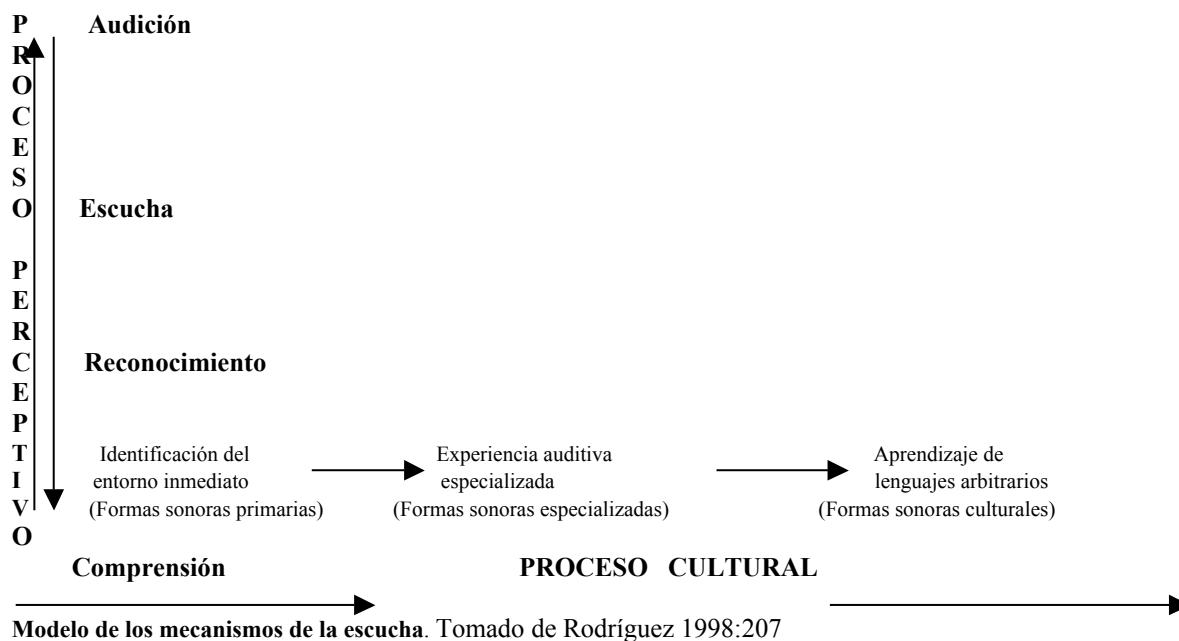 PROCESO PERCEPTIVO
Audición
Escucha
Reconocimiento
Identificación del
entorno inmediato
(Formas sonoras primarias)
Experiencia auditiva
especializada
(Formas sonoras especializadas)
Aprendizaje de
lenguajes arbitrarios
(Formas sonoras culturales)
Comprensión
PROCESO CULTURAL
Modelo de los mecanismos de la escucha. Tomado de Rodríguez 1998:207